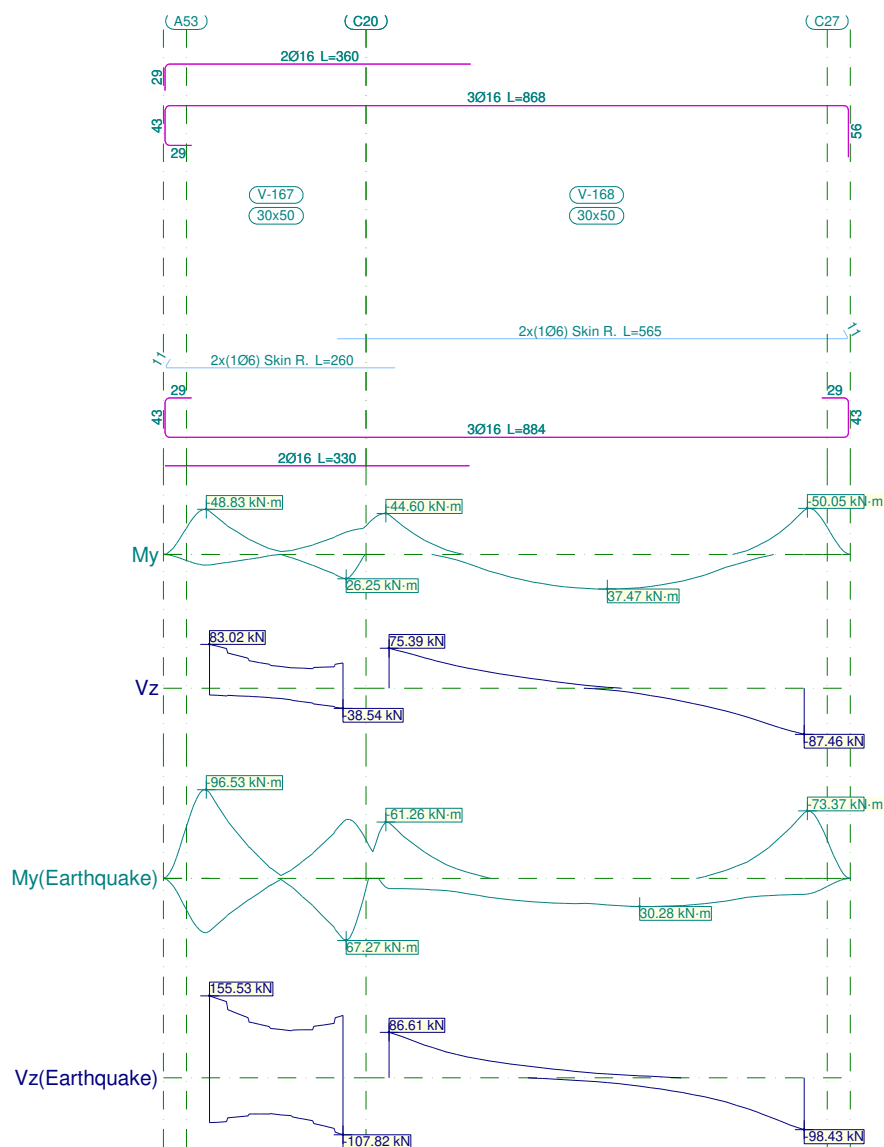 A53 C20 C27
2Ø16 L=360
29
3Ø16 L=868
43
56
29
V-167 V-168
30x50 30x50
2x(1Ø6) Skin R. L=565
11
11
2x(1Ø6) Skin R. L=260
29 29
43 43
3Ø16 L=884
2Ø16 L=330
-48.83 kN·m -44.60 kN·m -50.05 kN·m
My
26.25 kN·m 37.47 kN·m
83.02 kN 75.39 kN
Vz
-38.54 kN -87.46 kN
-96.53 kN·m -61.26 kN·m -73.37 kN·m
My(Earthquake)
67.27 kN·m 30.28 kN·m
155.53 kN 86.61 kN
Vz(Earthquake)
-107.82 kN -98.43 kN